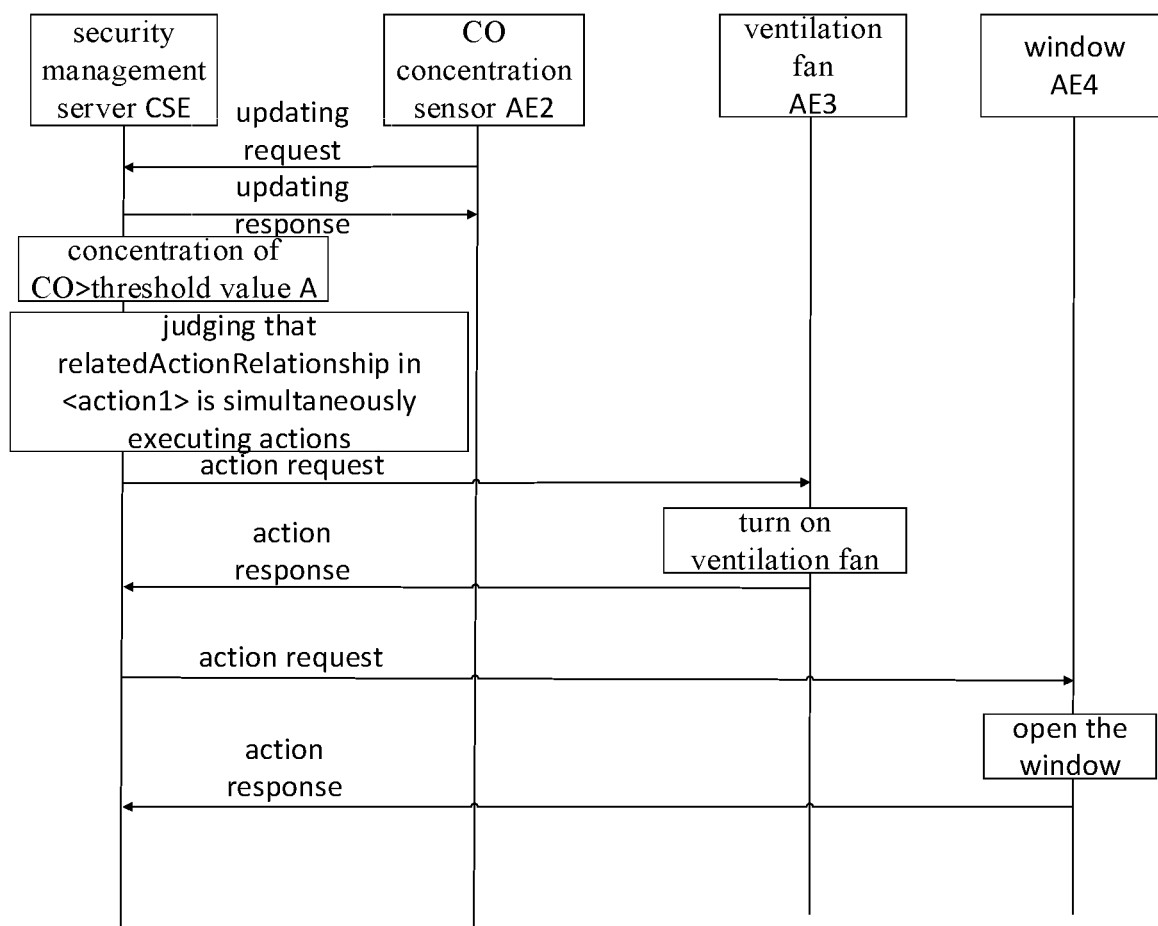 security
management
server CSE
CO
concentration
sensor AE2
ventilation
fan
AE3
window
AE4
updating
request
updating
response
concentration of
CO>threshold value A
judging that
relatedActionRelationship in
<action1> is simultaneously
executing actions
action request
turn on
ventilation fan
action
response
action request
open the
window
action
response